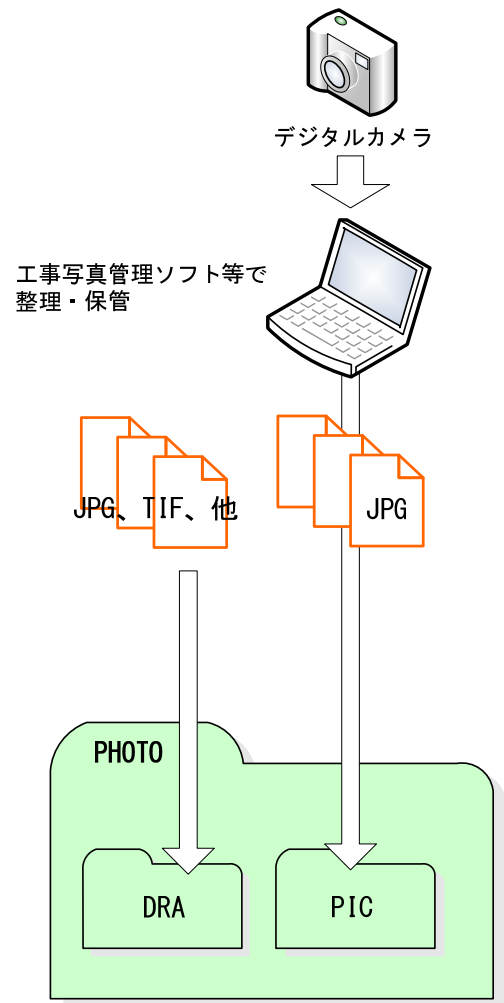 デジタルカメラ
工事写真管理ソフト等で
整理・保管
JPG、TIF、他
JPG
PHOTO
DRA
PIC